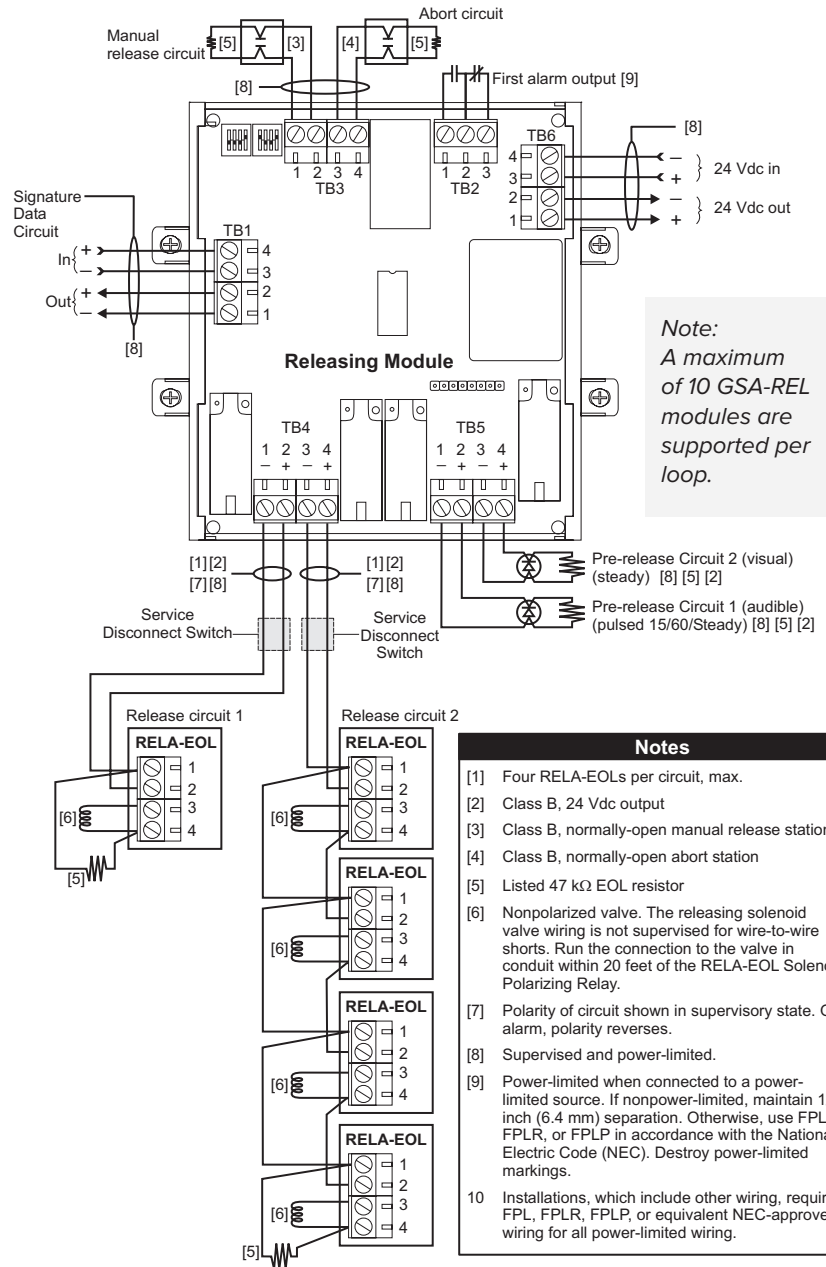 Abort circuit
Manual
release circuit
[5]
[3]
[4]
[5]
[8]
First alarm output [9]
1 2 3 4
TB3
1 2 3
TB2
TB6
4
3
2
1
[8]
−
+
24 Vdc in
−
+
24 Vdc out
Signature
Data
Circuit
In
+
−
Out
+
−
[8]
TB1
4
3
2
1
Releasing Module
Note:
A maximum
of 10 GSA-REL
modules are
supported per
loop.
TB4
1 2 3 4
− + − +
TB5
1 2 3 4
− + − +
[1] [2]
[7] [8]
[1] [2]
[7] [8]
Pre-release Circuit 2 (visual)
(steady) [8] [5] [2]
Pre-release Circuit 1 (audible)
(pulsed 15/60/Steady) [8] [5] [2]
Service
Disconnect Switch
Service
Disconnect
Switch
Release circuit 1
RELA-EOL
1
2
3
4
[6]
[5]
Release circuit 2
RELA-EOL
1
2
3
4
[6]
RELA-EOL
1
2
3
4
[6]
RELA-EOL
1
2
3
4
[6]
RELA-EOL
1
2
3
4
[6]
[5]
Notes
[1] Four RELA-EOLs per circuit, max.
[2] Class B, 24 Vdc output
[3] Class B, normally-open manual release station
[4] Class B, normally-open abort station
[5] Listed 47 kΩ EOL resistor
[6] Nonpolarized valve. The releasing solenoid
valve wiring is not supervised for wire-to-wire
shorts. Run the connection to the valve in
conduit within 20 feet of the RELA-EOL
Polarizing Relay.
[7] Polarity of circuit shown in supervisory state.
alarm, polarity reverses.
[8] Supervised and power-limited.
[9] Power-limited when connected to a power-
limited source. If nonpower-limited, maintain
inch (6.4 mm) separation. Otherwise, use
FPLR, or FPLP in accordance with the
Electric Code (NEC). Destroy power-limited
markings.
10 Installations, which include other wiring,
FPL, FPLR, FPLP, or equivalent
wiring for all power-limited wiring.